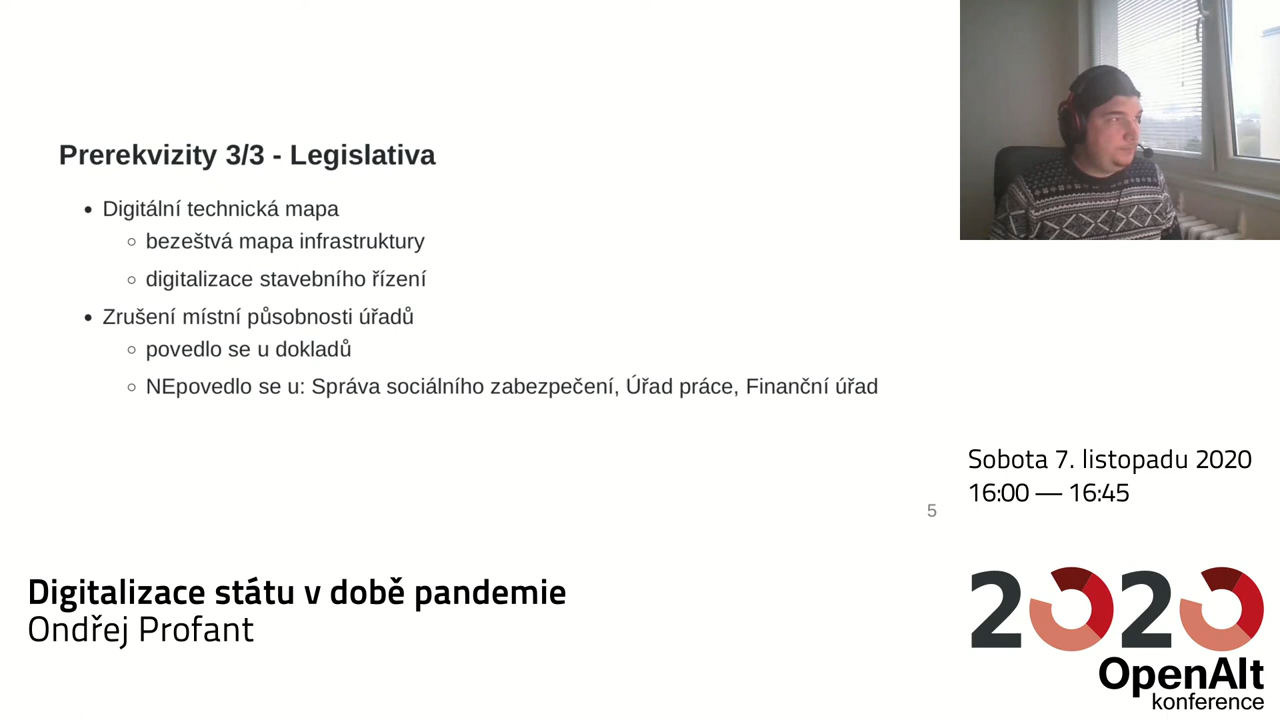 Prerekvizity 3/3 - Legislativa
Digitální technická mapa
bezeštvá mapa infrastruktury
digitalizace stavebního řízení
Zrušení místní působnosti úřadů
povedlo se u dokladů
NEpovedlo se u: Správa sociálního zabezpečení, Úřad práce, Finanční úřad
5
Sobota 7. listopadu 2020
16:00 — 16:45
Digitalizace státu v době pandemie
Ondřej Profant
2020
OpenAlt
konference